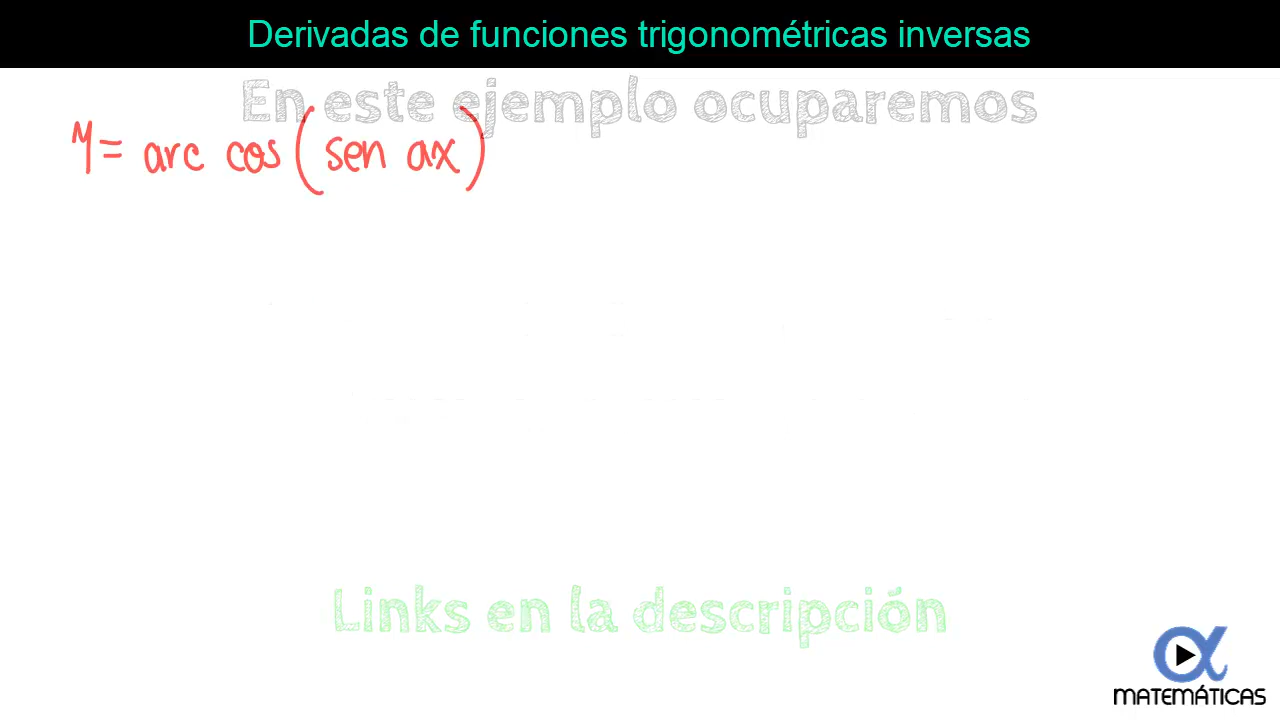 Derivadas de funciones trigonométricas inversas
En este ejemplo ocuparemos
y = arc cos ( sen ax )
Links en la descripción
MATEMÁTICAS